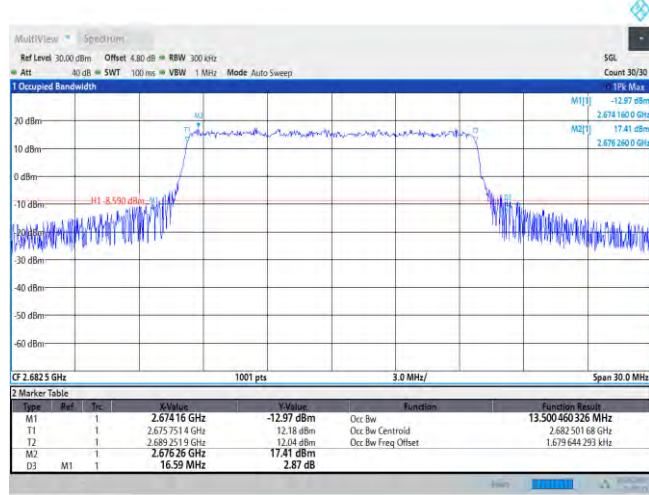 MultiView Spectrum
Ref Level 30.00 dBm Offset 4.80 dB RBW 300 kHz SGL
Att 40 dB SWT 100 ms VBW 1 MHz Mode Auto Sweep Count 30/30
1 Occupied Bandwidth 1Pk Max
M1[1] -12.97 dBm
2.674 160 0 GHz
M2[1] 17.41 dBm
2.676 260 0 GHz
M2
20 dBm
T1 T2
10 dBm
0 dBm
H1 -8.590 dBm M1 D3
-10 dBm
-20 dBm
-30 dBm
-40 dBm
-50 dBm
-60 dBm
CF 2.682 5 GHz 1001 pts 3.0 MHz/ Span 30.0 MHz
2 Marker Table
Type Ref Trc X-Value Y-Value Function Function Result
M1 1 2.674 16 GHz -12.97 dBm Occ Bw 13.500 460 326 MHz
T1 1 2.675 751 4 GHz 12.18 dBm Occ Bw Centroid 2.682 501 68 GHz
T2 1 2.689 251 9 GHz 12.04 dBm Occ Bw Freq Offset 1.679 644 293 kHz
M2 1 2.676 26 GHz 17.41 dBm
D3 M1 1 16.59 MHz 2.87 dB